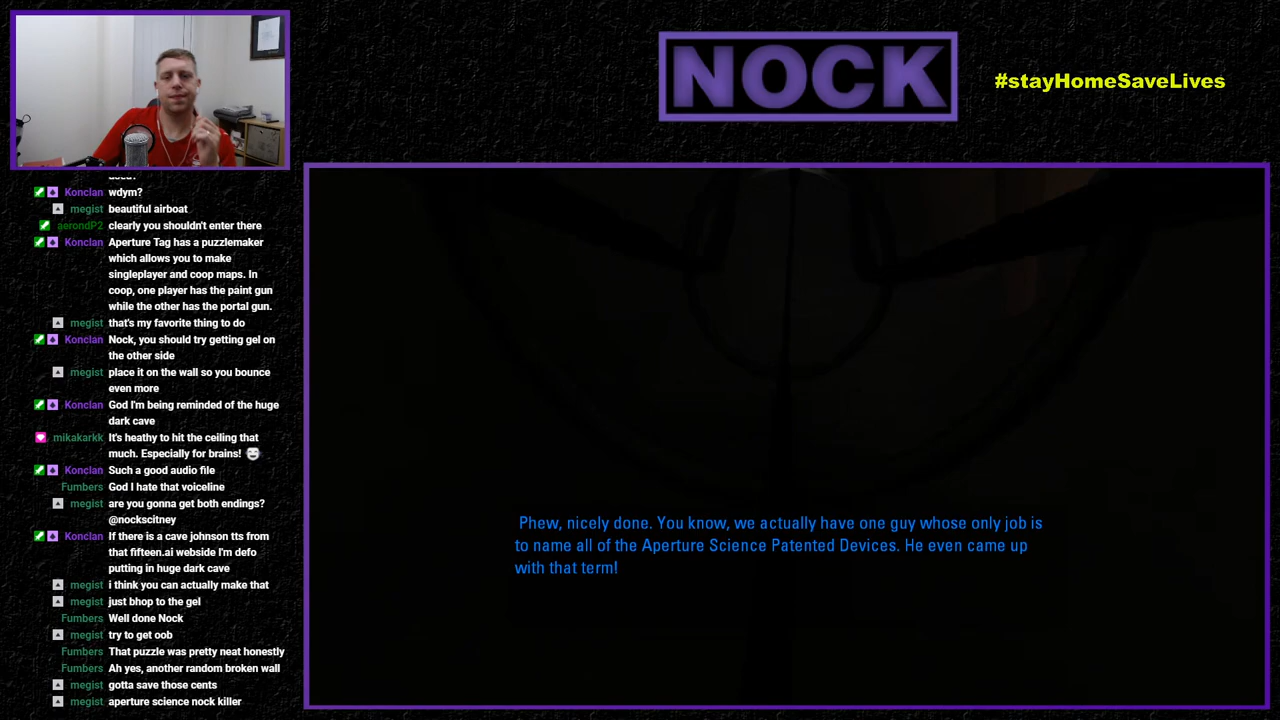 NOCK
#stayHomeSaveLives
used?
Konclan wdym?
megist beautiful airboat
aerondP2 clearly you shouldn't enter there
Konclan Aperture Tag has a puzzlemaker
which allows you to make
singleplayer and coop maps. In
coop, one player has the paint gun
while the other has the portal gun.
megist that's my favorite thing to do
Konclan Nock, you should try getting gel on
the other side
megist place it on the wall so you bounce
even more
Konclan God I'm being reminded of the huge
dark cave
mikakarkk It's heathy to hit the ceiling that
much. Especially for brains!
Konclan Such a good audio file
Fumbers God I hate that voiceline
megist are you gonna get both endings?
@nockscitney
Konclan If there is a cave johnson tts from
that fifteen.ai webside I'm defo
putting in huge dark cave
megist i think you can actually make that
megist just bhop to the gel
Fumbers Well done Nock
megist try to get oob
Fumbers That puzzle was pretty neat honestly
Fumbers Ah yes, another random broken wall
megist gotta save those cents
megist aperture science nock killer
Phew, nicely done. You know, we actually have one guy whose only job is
to name all of the Aperture Science Patented Devices. He even came up
with that term!